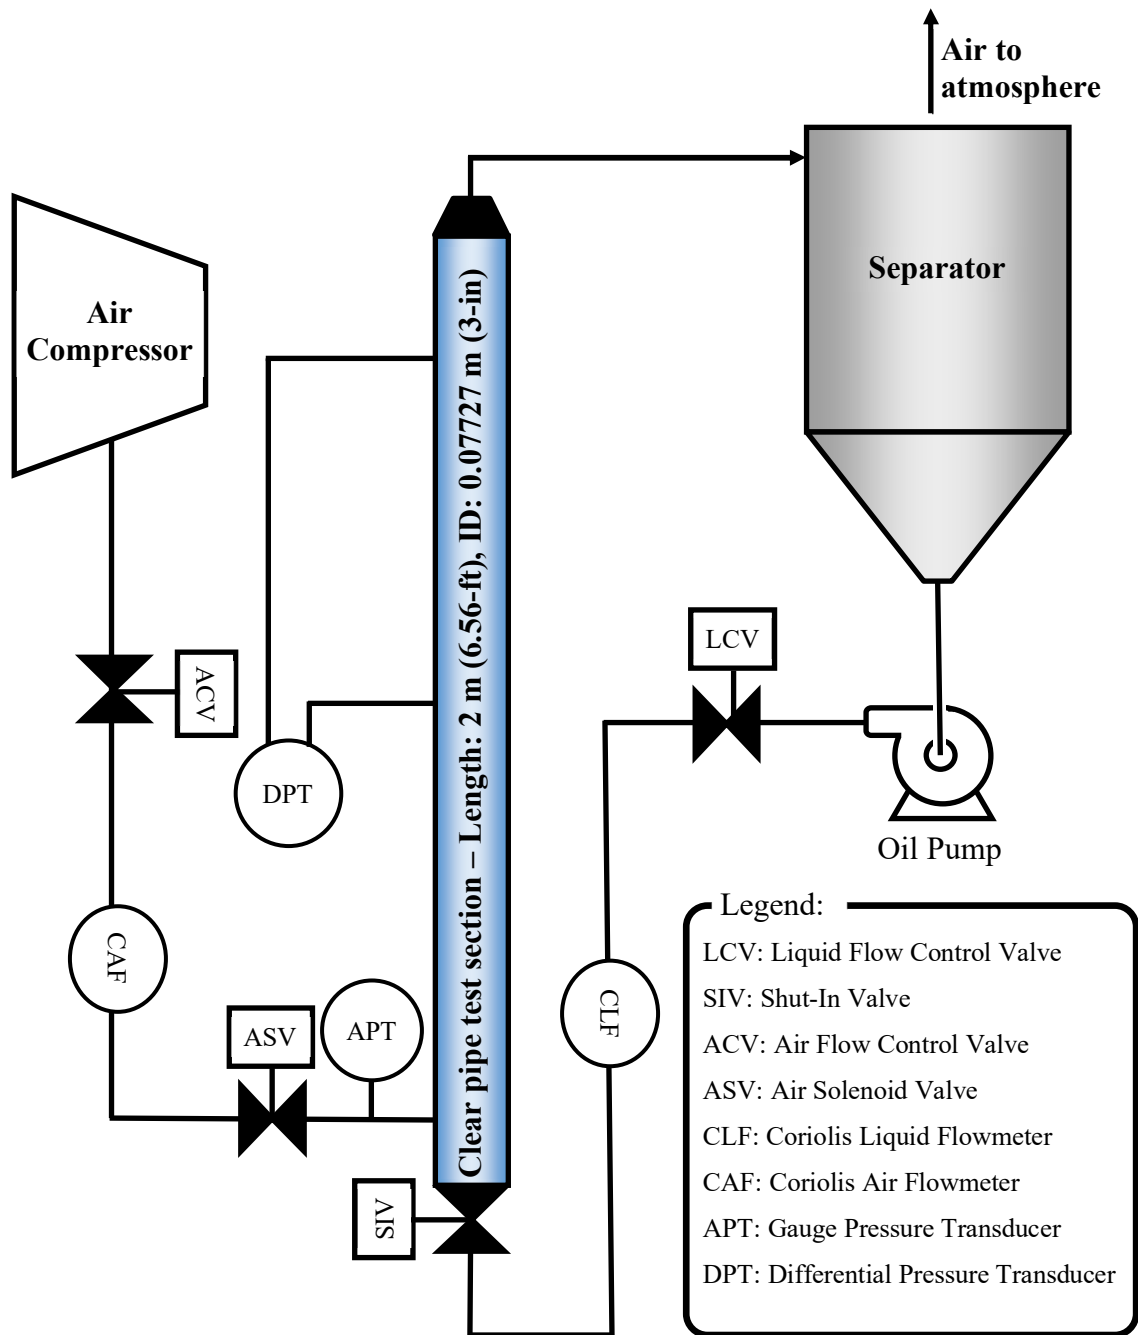 Air to
atmosphere
Separator
Air
Compressor
Clear pipe test section – Length: 2 m (6.56-ft), ID: 0.07727 m (3-in)
LCV
ACV
DPT
Oil Pump
CAF
CLF
ASV
APT
SIV
Legend:
LCV: Liquid Flow Control Valve
SIV: Shut-In Valve
ACV: Air Flow Control Valve
ASV: Air Solenoid Valve
CLF: Coriolis Liquid Flowmeter
CAF: Coriolis Air Flowmeter
APT: Gauge Pressure Transducer
DPT: Differential Pressure Transducer